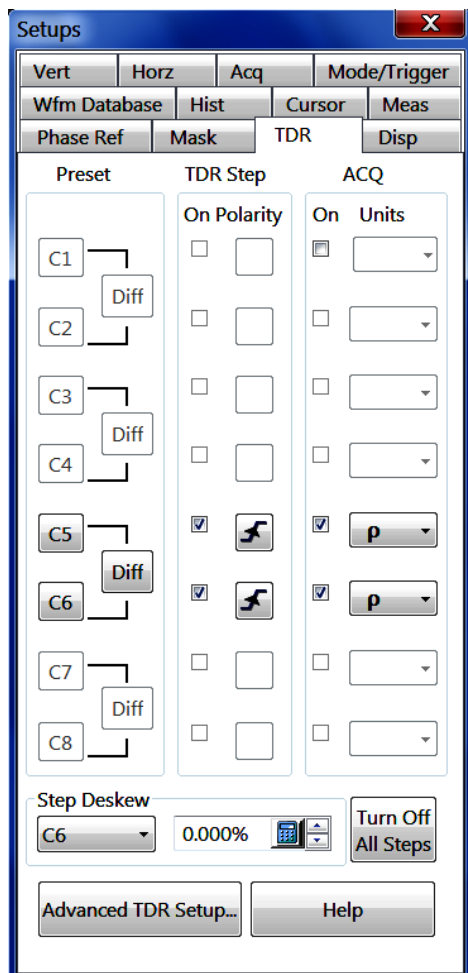 Setups
Vert Horz Acq Mode/Trigger
Wfm Database Hist Cursor Meas
Phase Ref Mask TDR Disp
Preset TDR Step ACQ
On Polarity On Units
C1
Diff
C2
C3
Diff
C4
C5 ρ
Diff
C6 ρ
C7
Diff
C8
Step Deskew
C6 0.000% Turn Off
All Steps
Advanced TDR Setup... Help